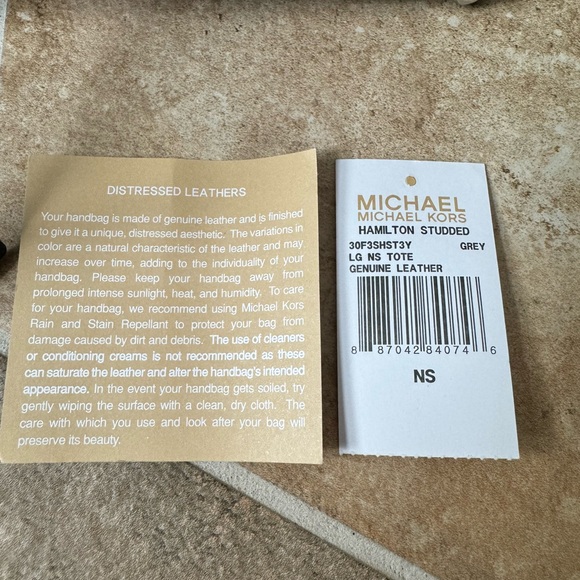 DISTRESSED LEATHERS
Your handbag is made of genuine leather and is finished
to give it a unique, distressed aesthetic. The variations in
color are a natural characteristic of the leather and may
increase over time, adding to the individuality of your
handbag. Please keep your handbag away from
prolonged intense sunlight, heat, and humidity. To care
for your handbag, we recommend using Michael Kors
Rain and Stain Repellant to protect your bag from
damage caused by dirt and debris. The use of cleaners
or conditioning creams is not recommended as these
can saturate the leather and alter the handbag's intended
appearance. In the event your handbag gets soiled, try
gently wiping the surface with a clean, dry cloth. The
care with which you use and look after your bag will
preserve its beauty.
MICHAEL
MICHAEL KORS
HAMILTON STUDDED
30F3SHST3Y GREY
LG NS TOTE
GENUINE LEATHER
8 87042 84074 6
NS